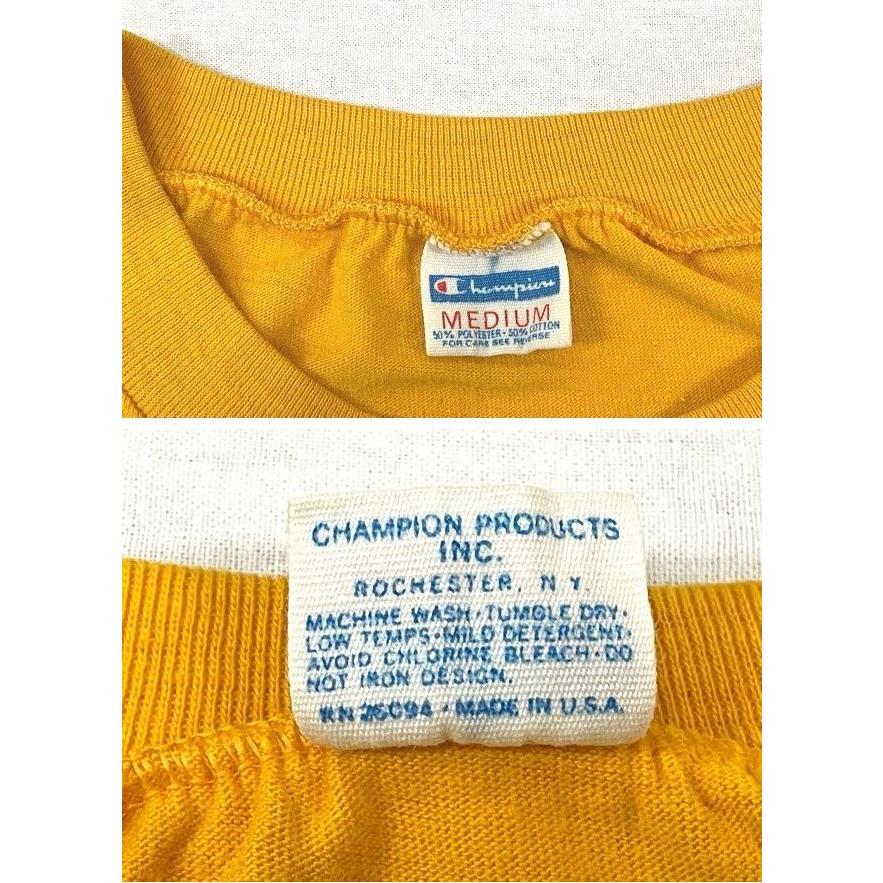 Champion
MEDIUM
50% POLYESTER • 50% COTTON
FOR CARE SEE REVERSE
CHAMPION PRODUCTS
INC.
ROCHESTER, N Y.
MACHINE WASH•TUMBLE DRY•
LOW TEMPS•MILD DETERGENT•
AVOID CHLORINE BLEACH•DO
NOT IRON DESIGN.
RN 26094 • MADE IN U.S.A.